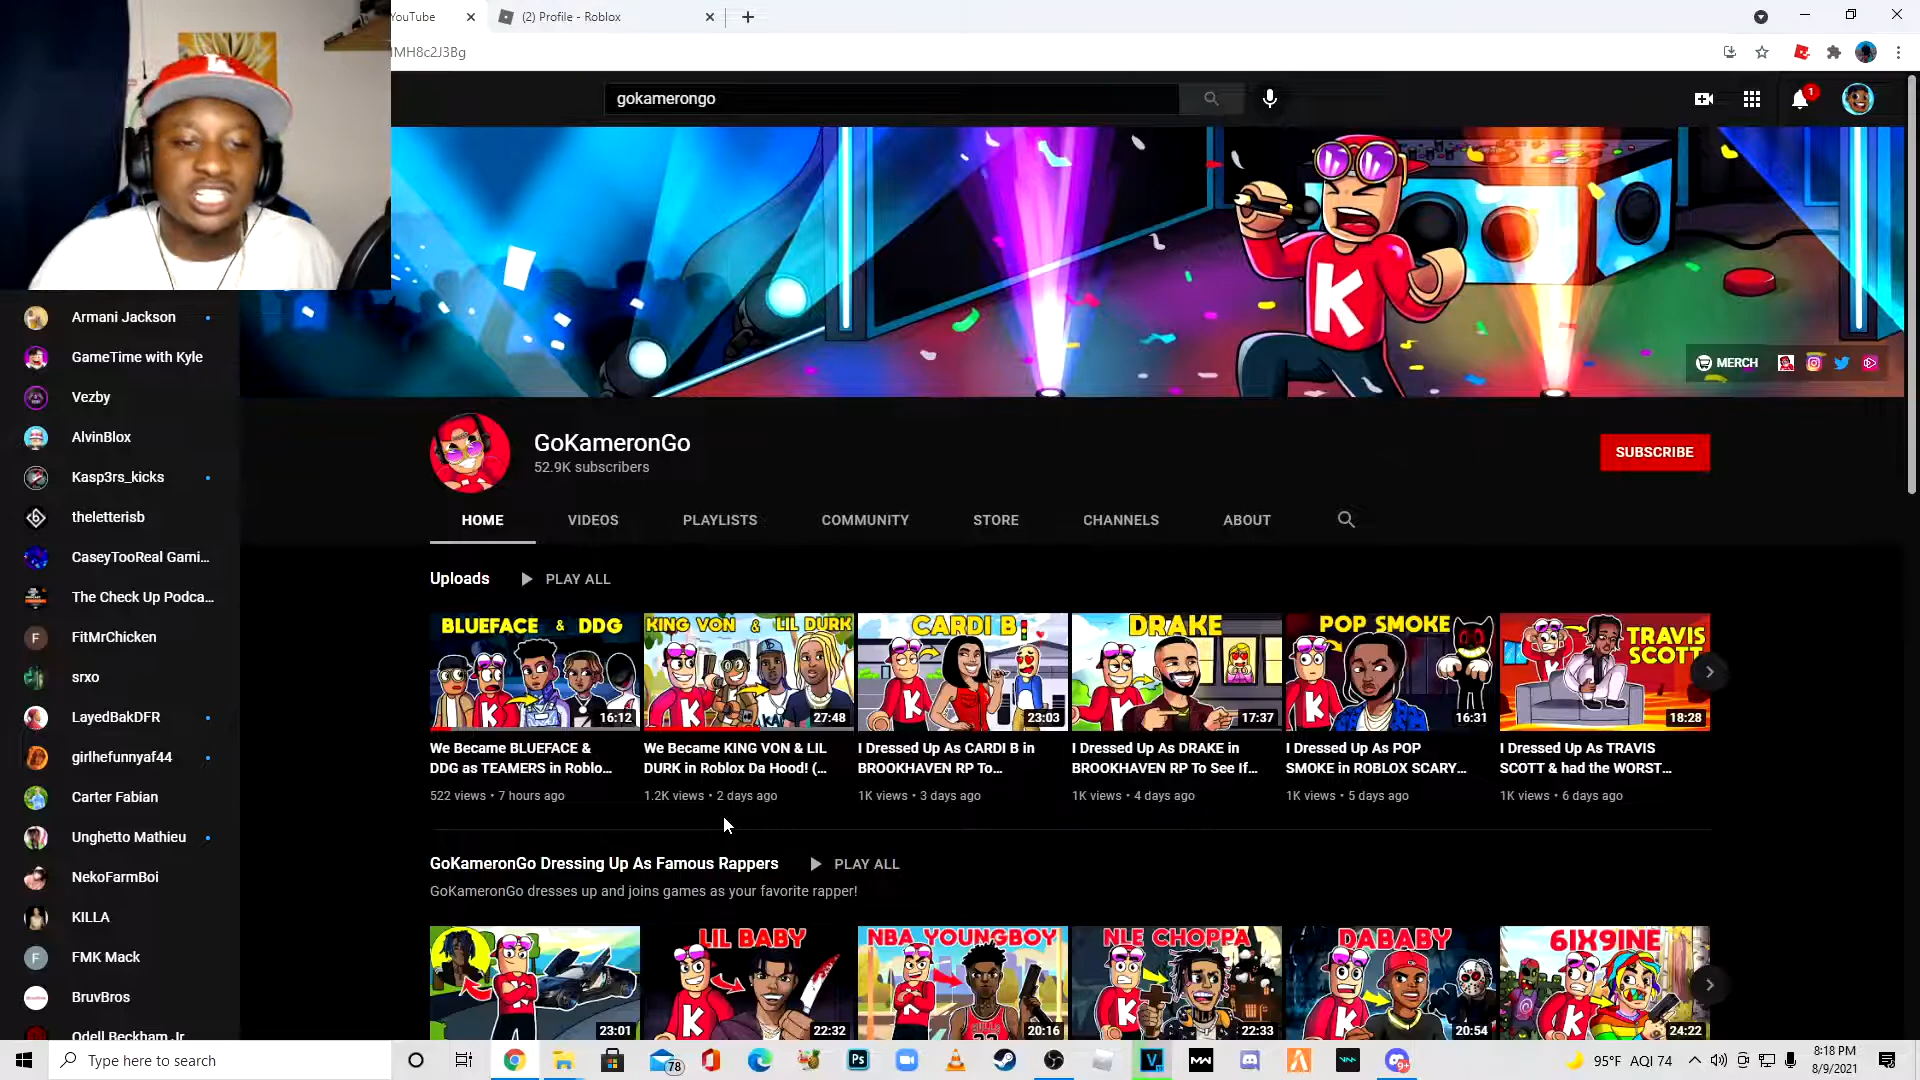 YouTube
(2) Profile - Roblox
MH8c2J3Bg
gokamerongo
1
K
MERCH
Armani Jackson
GameTime with Kyle
Vezby
AlvinBlox
Kasp3rs_kicks
theletterisb
CaseyTooReal Gami...
The Check Up Podca...
F FitMrChicken
srxo
LayedBakDFR
girlhefunnyaf44
Carter Fabian
Unghetto Mathieu
NekoFarmBoi
KILLA
F FMK Mack
BruvBros
Odell Beckham Jr
GoKameronGo
52.9K subscribers
SUBSCRIBE
HOME VIDEOS PLAYLISTS COMMUNITY STORE CHANNELS ABOUT
Uploads PLAY ALL
BLUEFACE & DDG
K
16:12
We Became BLUEFACE &
DDG as TEAMERS in Roblo...
522 views • 7 hours ago
KING VON & LIL DURK
K
27:48
We Became KING VON & LIL
DURK in Roblox Da Hood! (...
1.2K views • 2 days ago
CARDI B
K
23:03
I Dressed Up As CARDI B in
BROOKHAVEN RP To...
1K views • 3 days ago
DRAKE
K
17:37
I Dressed Up As DRAKE in
BROOKHAVEN RP To See If...
1K views • 4 days ago
POP SMOKE
K
16:31
I Dressed Up As POP
SMOKE in ROBLOX SCARY...
1K views • 5 days ago
TRAVIS
SCOTT
18:28
I Dressed Up As TRAVIS
SCOTT & had the WORST...
1K views • 6 days ago
GoKameronGo Dressing Up As Famous Rappers PLAY ALL
GoKameronGo dresses up and joins games as your favorite rapper!
23:01
LIL BABY
K
22:32
NBA YOUNGBOY
BULLS
20:16
NLE CHOPPA
K
22:33
DABABY
K
20:54
6IX9INE
K
24:22
Type here to search
78
Ps
V
9+
95°F AQI 74
8:18 PM
8/9/2021